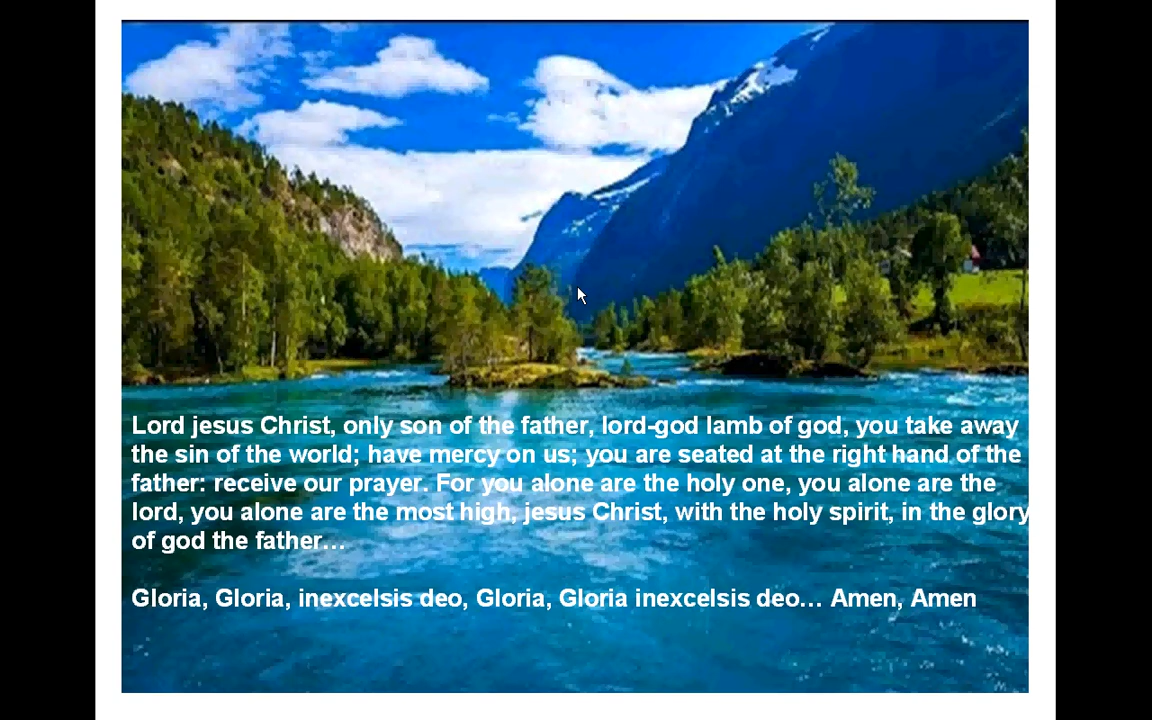 Lord jesus Christ, only son of the father, lord-god lamb of god, you take away
the sin of the world; have mercy on us; you are seated at the right hand of the
father: receive our prayer. For you alone are the holy one, you alone are the
lord, you alone are the most high, jesus Christ, with the holy spirit, in the glory
of god the father…
Gloria, Gloria, inexcelsis deo, Gloria, Gloria inexcelsis deo… Amen, Amen